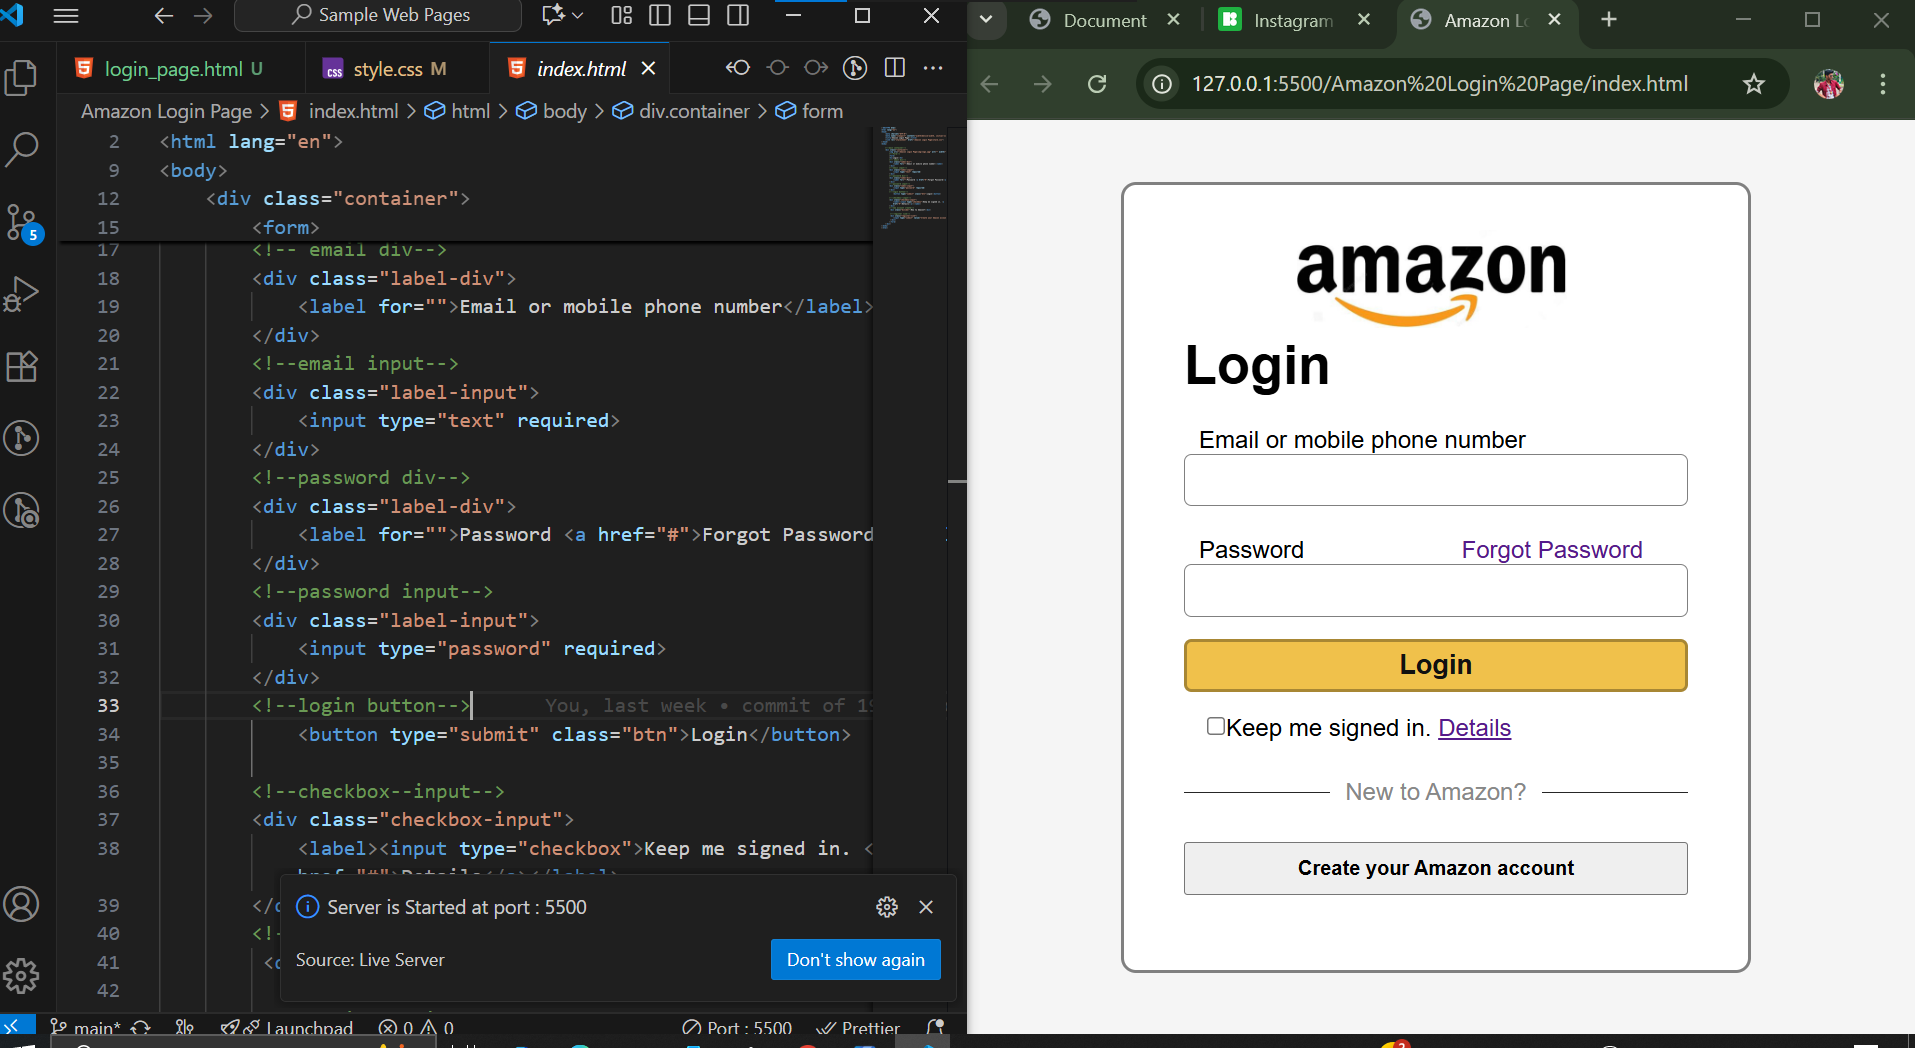 Sample Web Pages
login_page.html U
style.css M
index.html
Amazon Login Page > index.html > html > body > div.container > form
2 <html lang="en">
9 <body>
12 <div class="container">
15 <form>
17 <!-- email div-->
18 <div class="label-div">
19 <label for="">Email or mobile phone number</label>
20 </div>
21 <!--email input-->
22 <div class="label-input">
23 <input type="text" required>
24 </div>
25 <!--password div-->
26 <div class="label-div">
27 <label for="">Password <a href="#">Forgot Password
28 </div>
29 <!--password input-->
30 <div class="label-input">
31 <input type="password" required>
32 </div>
33 <!--login button--> You, last week • commit of 19
34 <button type="submit" class="btn">Login</button>
35
36 <!--checkbox--input-->
37 <div class="checkbox-input">
38 <label><input type="checkbox">Keep me signed in. <
href="#">Details</a></label>
39 </
40 <!-
41 <
42
5
Server is Started at port : 5500
Source: Live Server
Don't show again
main*
Launchpad
0
0
Port : 5500
Prettier
Document
Instagram
Amazon Lo
127.0.0.1:5500/Amazon%20Login%20Page/index.html
amazon
Login
Email or mobile phone number
Password
Forgot Password
Login
Keep me signed in. Details
New to Amazon?
Create your Amazon account
2